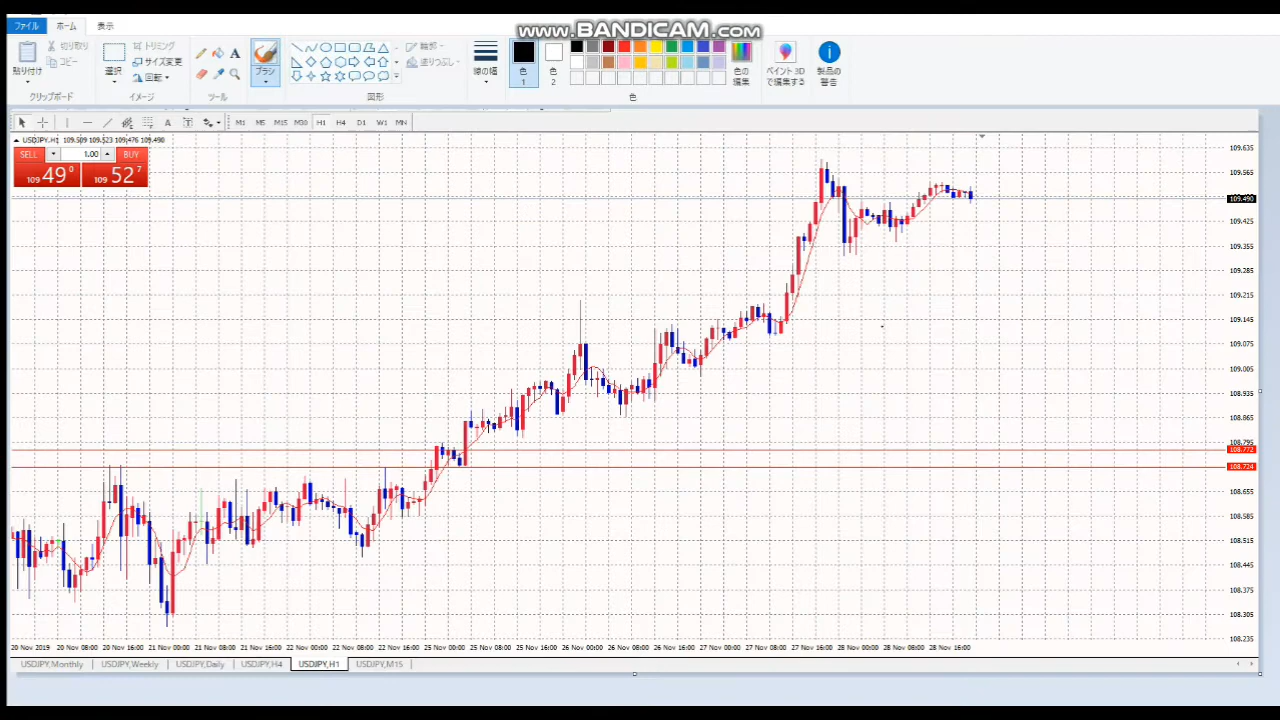 www.BANDICAM.com
ファイル ホーム 表示
貼り付け
切り取り
コピー
クリップボード
選択
トリミング
サイズ変更
回転
イメージ
A
ツール
ブラシ
輪郭
塗りつぶし
図形
線の幅
色 1
色 2
色の編集
色
ペイント 3D で編集する
製品の警告
A T M1 M5 M15 M30 H1 H4 D1 W1 MN
USDJPY,H1 109.509 109.523 109.476 109.490
SELL 1.00 BUY
109 49 0 109 52 7
109.635
109.565
109.490
109.425
109.355
109.285
109.215
109.145
109.075
109.005
108.935
108.865
108.795
108.772
108.724
108.655
108.585
108.515
108.445
108.375
108.305
108.235
20 Nov 2019 20 Nov 08:00 20 Nov 16:00 21 Nov 00:00 21 Nov 08:00 21 Nov 16:00 22 Nov 00:00 22 Nov 08:00 22 Nov 16:00 25 Nov 00:00 25 Nov 08:00 25 Nov 16:00 26 Nov 00:00 26 Nov 08:00 26 Nov 16:00 27 Nov 00:00 27 Nov 08:00 27 Nov 16:00 28 Nov 00:00 28 Nov 08:00 28 Nov 16:00
USDJPY,Monthly USDJPY,Weekly USDJPY,Daily USDJPY,H4 USDJPY,H1 USDJPY,M15